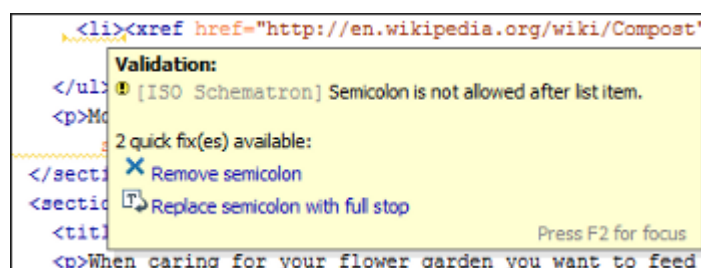 <li><xref href="http://en.wikipedia.org/wiki/Compost"
Validation:
[ISO Schematron] Semicolon is not allowed after list item.
</ul>
<p>Mo
2 quick fix(es) available:
Remove semicolon
</secti
Replace semicolon with full stop
<sectio
<titl
Press F2 for focus
<p>When caring for your flower garden you want to feed